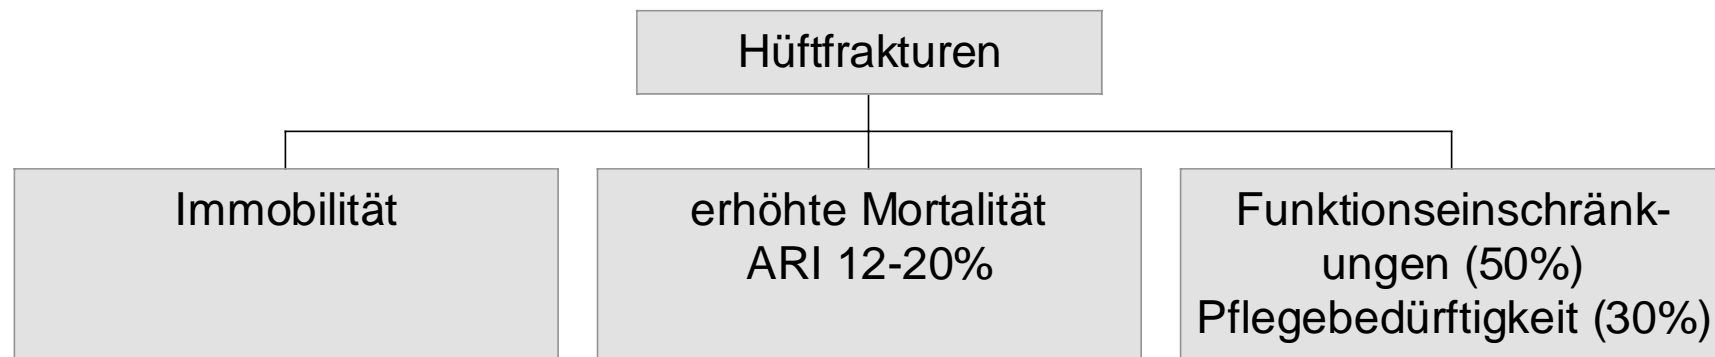 Hüftfrakturen
Immobilität
erhöhte Mortalität
ARI 12-20%
Funktionseinschränk-
ungen (50%)
Pflegebedürftigkeit (30%)